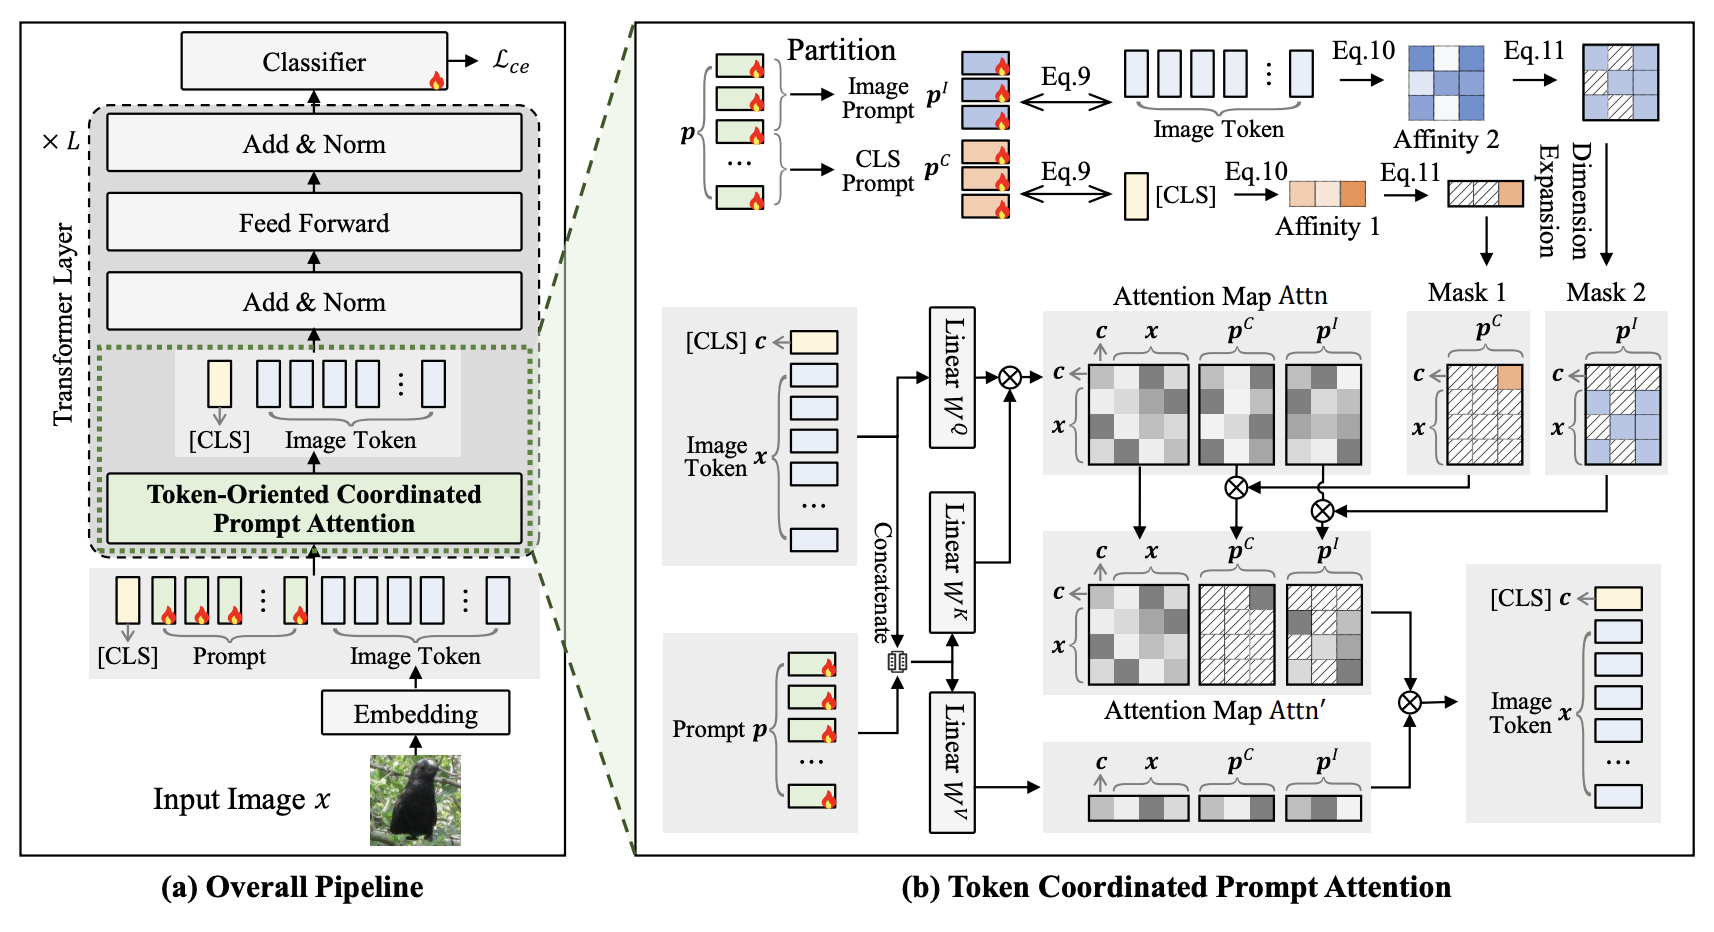 Classifier
ℒce
× L
Add & Norm
Feed Forward
Add & Norm
Transformer Layer
[CLS]
Image Token
Token-Oriented Coordinated
Prompt Attention
[CLS]
Prompt
Image Token
Embedding
Input Image x
(a) Overall Pipeline
Partition
p
...
Image
Prompt
p^I
CLS
Prompt
p^C
Eq.9
Image Token
Eq.10
Affinity 2
Eq.11
Eq.9
[CLS]
Eq.10
Affinity 1
Eq.11
Dimension
Expansion
Mask 1
Mask 2
[CLS] c
Image
Token x
...
Concatenate
Prompt p
...
Linear W^Q
Linear W^K
Linear W^V
Attention Map Attn
c x p^C p^I
c
x
p^C
c
x
p^I
c
x
c x p^C p^I
c
x
Attention Map Attn′
c x p^C p^I
[CLS] c
Image
Token x
...
(b) Token Coordinated Prompt Attention